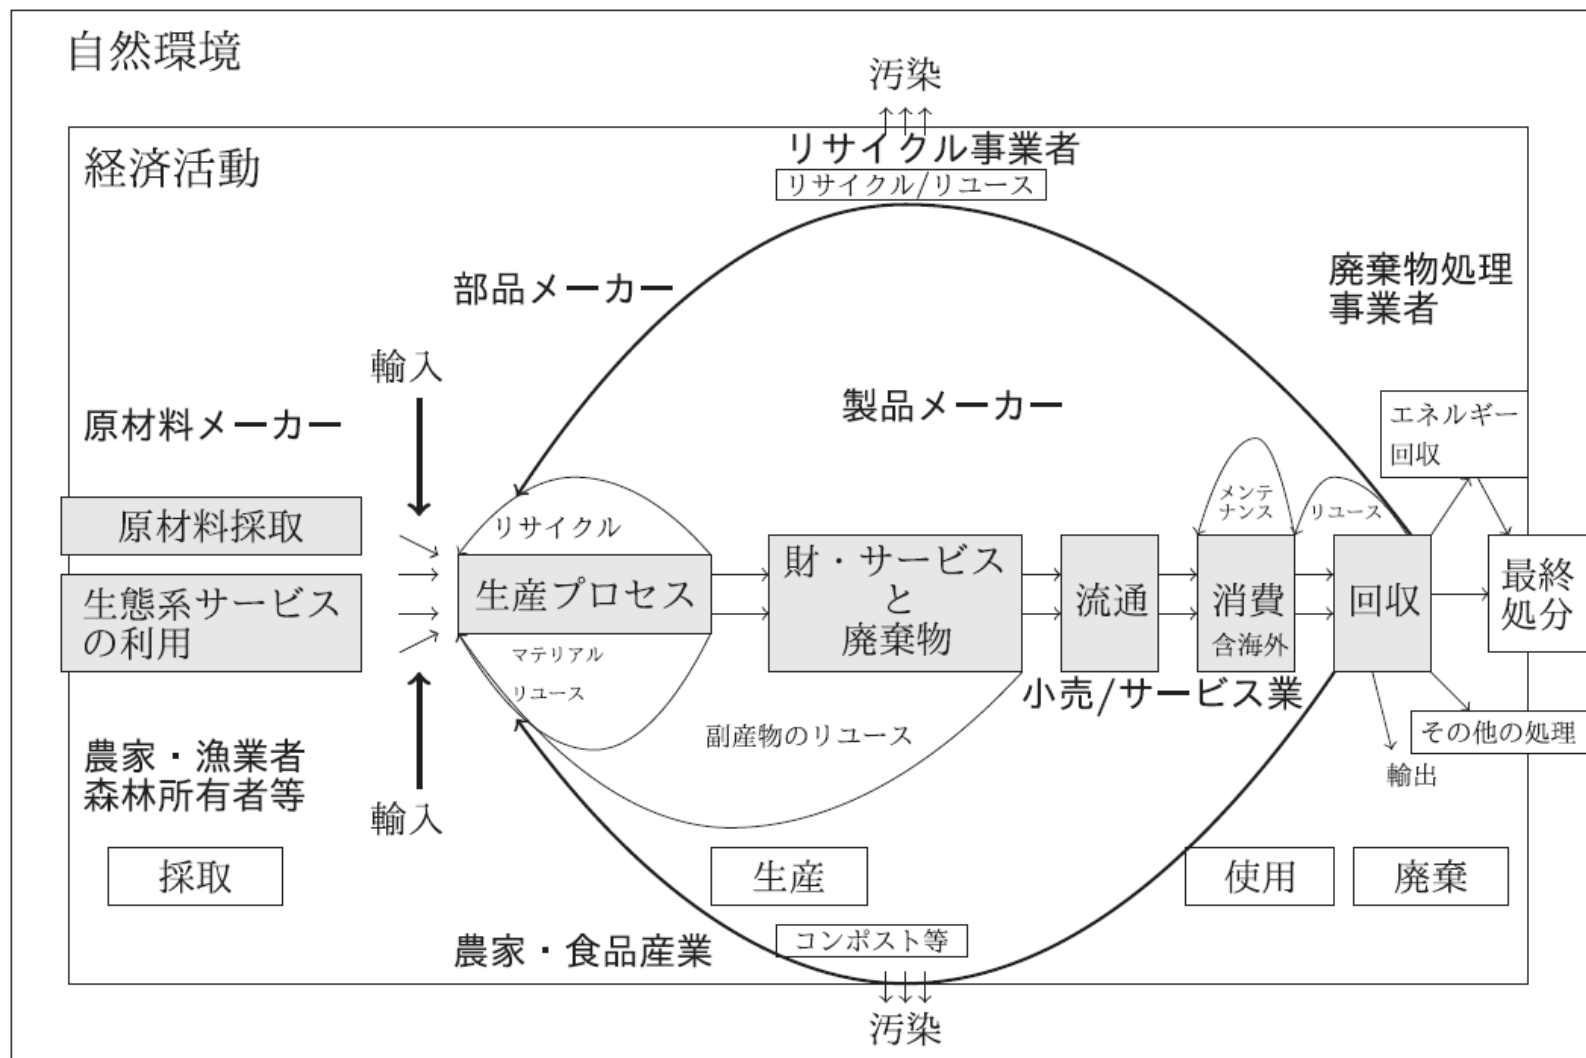 自然環境
汚染
経済活動
リサイクル事業者
リサイクル/リユース
部品メーカー
廃棄物処理
事業者
輸入
原材料メーカー
製品メーカー
エネルギー
回収
原材料採取
リサイクル
メンテ
ナンス
リユース
生態系サービス
の利用
生産プロセス
財・サービス
と
廃棄物
流通
消費
含海外
回収
最終
処分
マテリアル
リユース
小売/サービス業
副産物のリユース
その他の処理
輸出
農家・漁業者
森林所有者等
輸入
採取
生産
使用
廃棄
農家・食品産業
コンポスト等
汚染